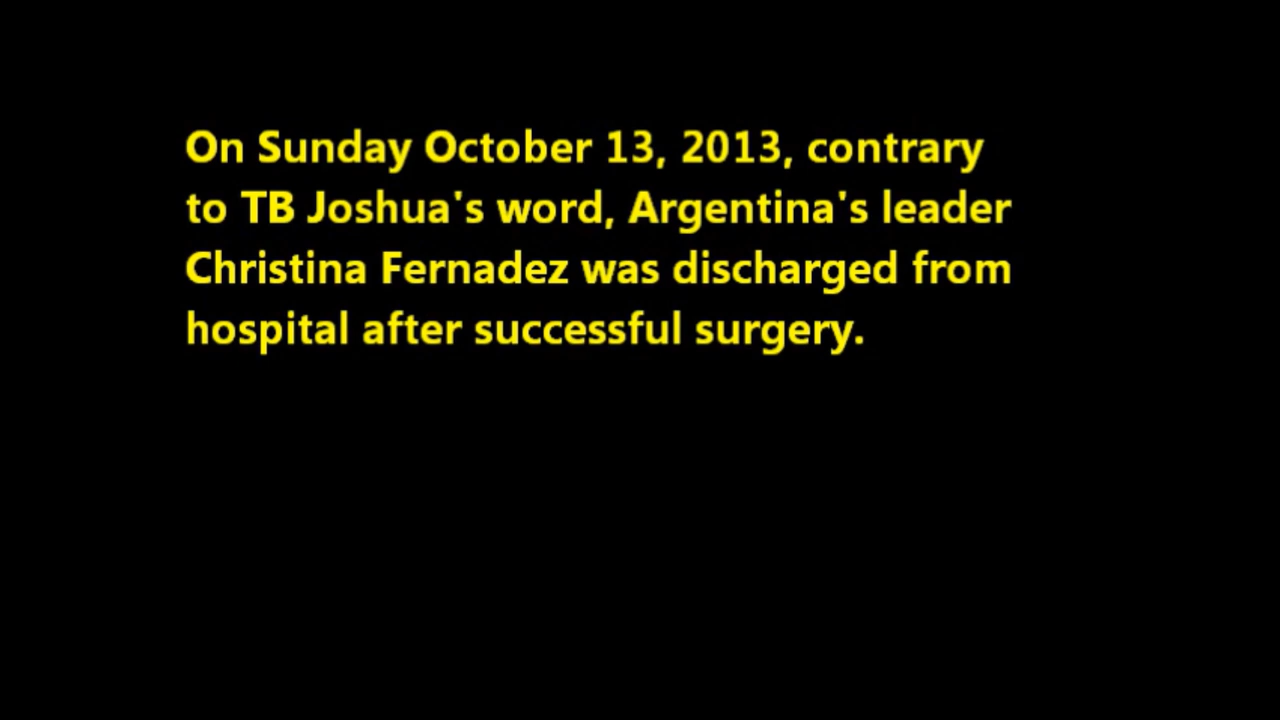 On Sunday October 13, 2013, contrary
to TB Joshua's word, Argentina's leader
Christina Fernadez was discharged from
hospital after successful surgery.